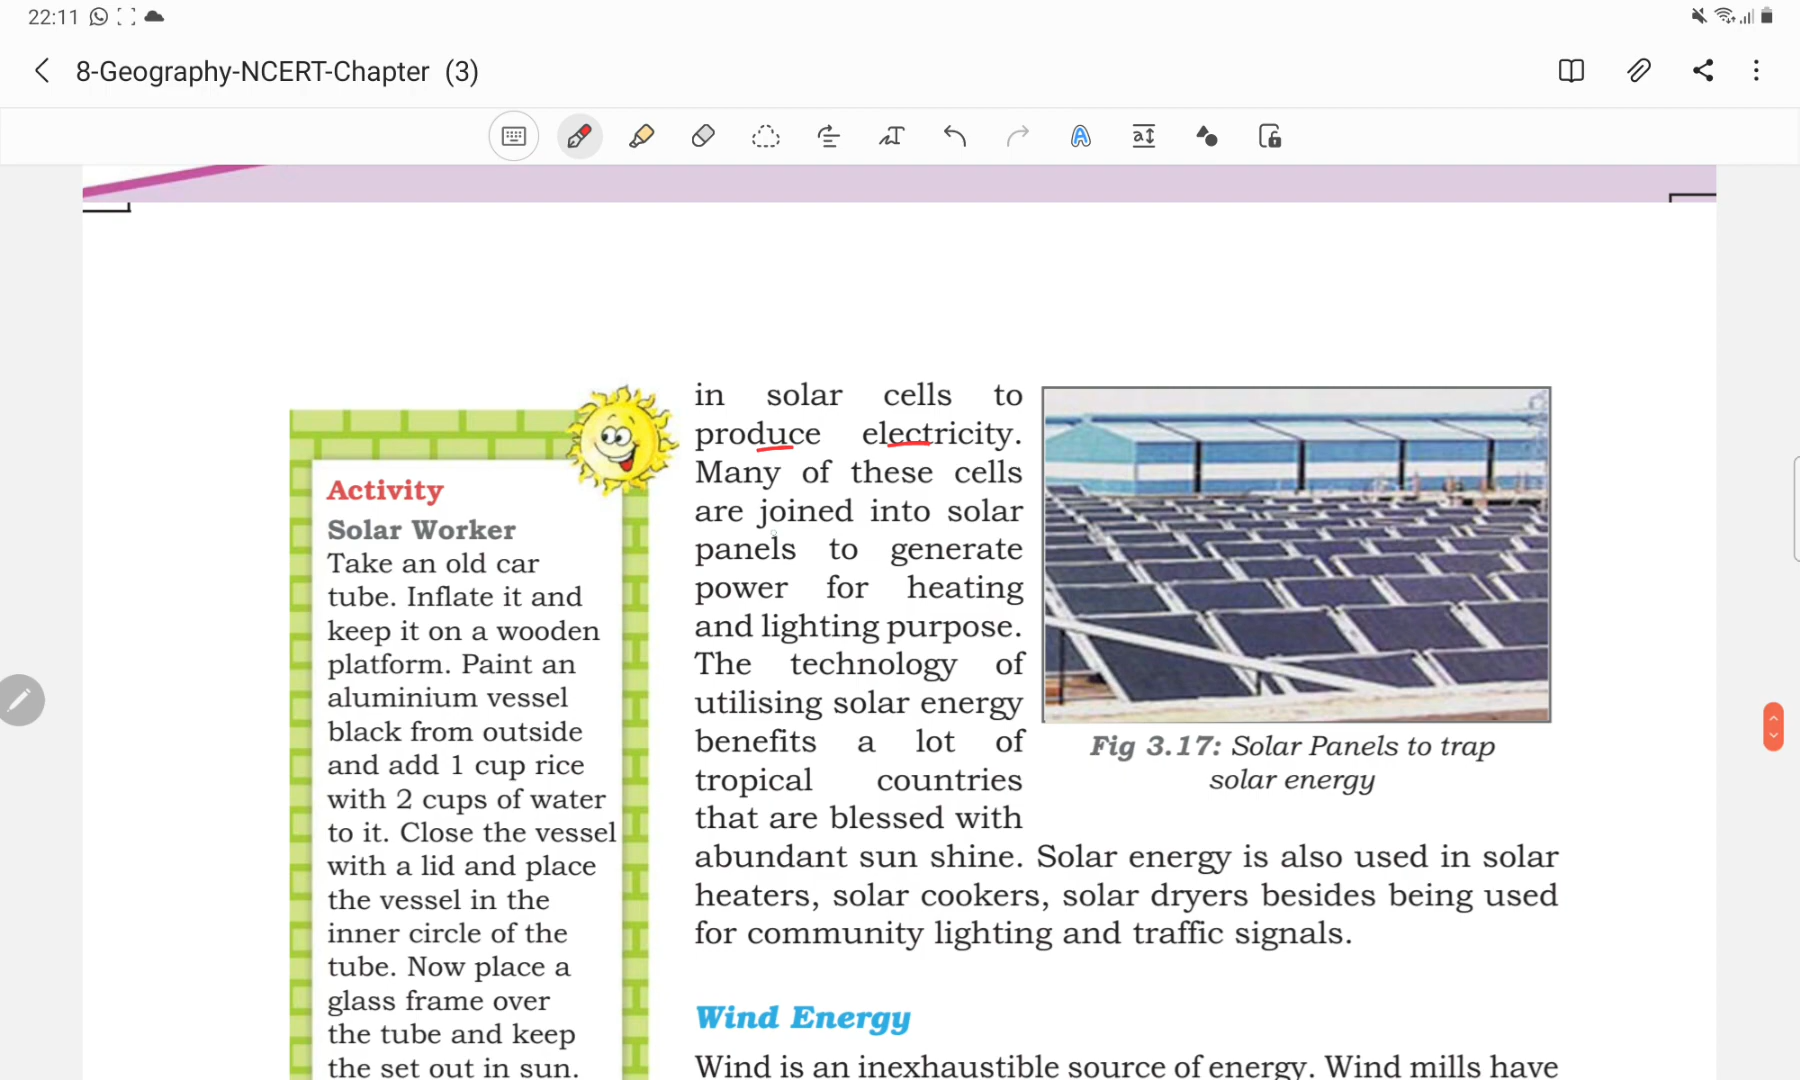 22:11
8-Geography-NCERT-Chapter (3)
Activity
Solar Worker
Take an old car
tube. Inflate it and
keep it on a wooden
platform. Paint an
aluminium vessel
black from outside
and add 1 cup rice
with 2 cups of water
to it. Close the vessel
with a lid and place
the vessel in the
inner circle of the
tube. Now place a
glass frame over
the tube and keep
the set out in sun.
in solar cells to
produce electricity.
Many of these cells
are joined into solar
panels to generate
power for heating
and lighting purpose.
The technology of
utilising solar energy
benefits a lot of
tropical countries
that are blessed with
abundant sun shine. Solar energy is also used in solar
heaters, solar cookers, solar dryers besides being used
for community lighting and traffic signals.
Fig 3.17: Solar Panels to trap
solar energy
Wind Energy
Wind is an inexhaustible source of energy. Wind mills have